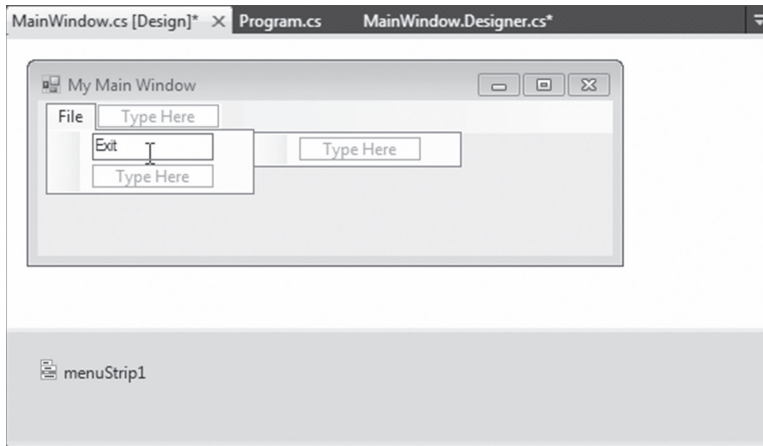 MainWindow.cs [Design]* Program.cs MainWindow.Designer.cs*
My Main Window
File Type Here
Exit Type Here
Type Here
menuStrip1